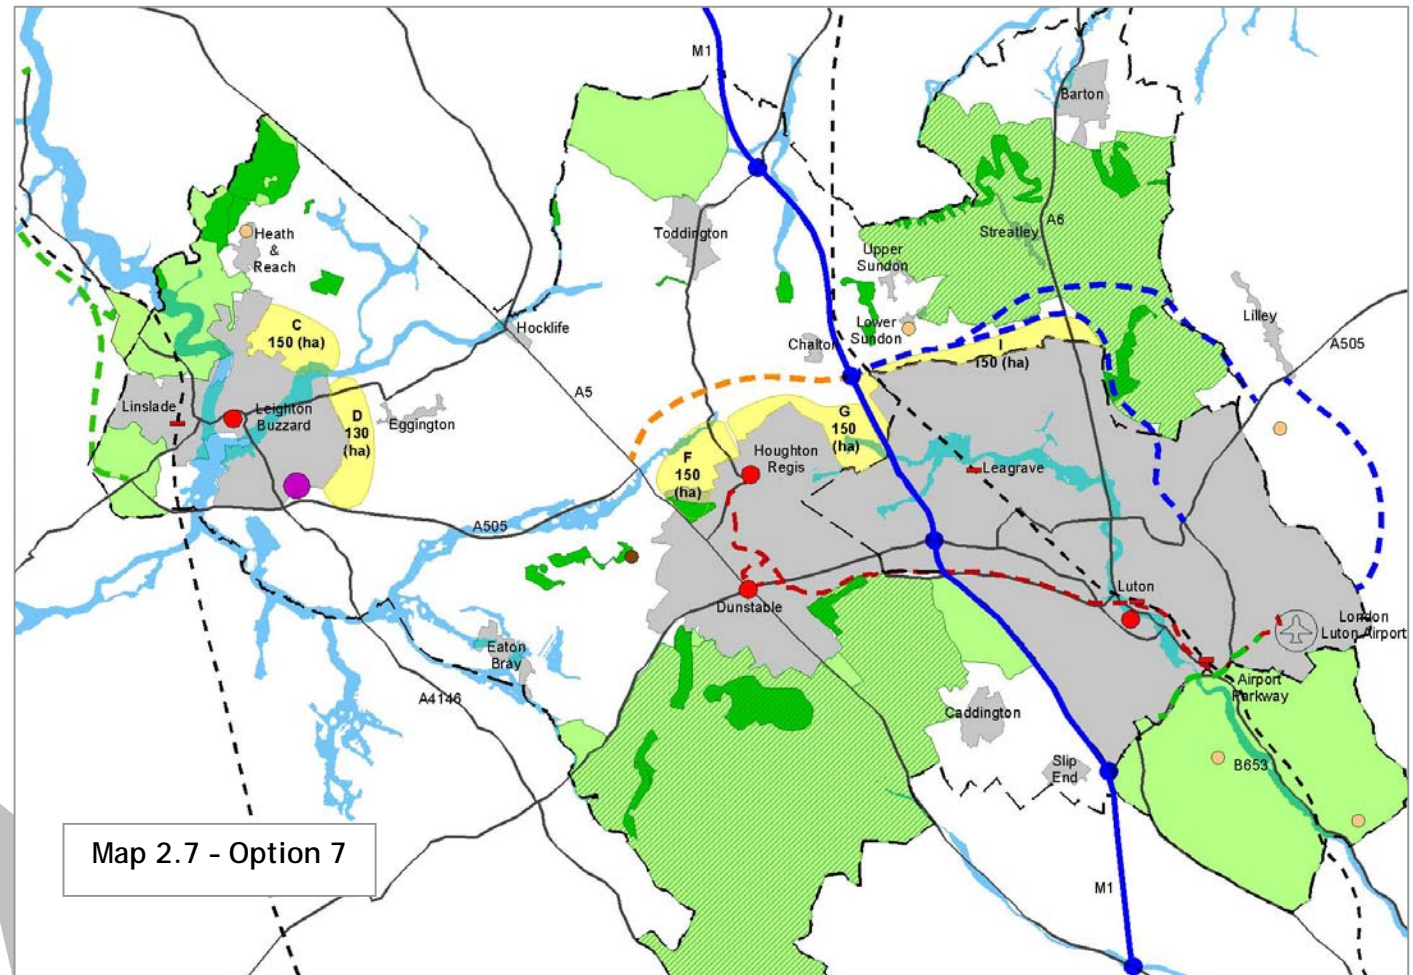 M1
Barton
Heath
&
Reach
Toddington
Streatley
A6
Upper
Sundon
Lilley
C
150 (ha)
Hocklife
Lower
Sundon
Chalton
I
150 (ha)
A505
A5
Linslade
Leighton
Buzzard
D
130
(ha)
Eggington
G
150
(ha)
F
150
(ha)
Houghton
Regis
Leagrave
A505
Dunstable
Luton
London
Luton Airport
Eaton
Bray
A4146
Airport
Parkway
Caddington
Slip
End
B653
Map 2.7 - Option 7
M1